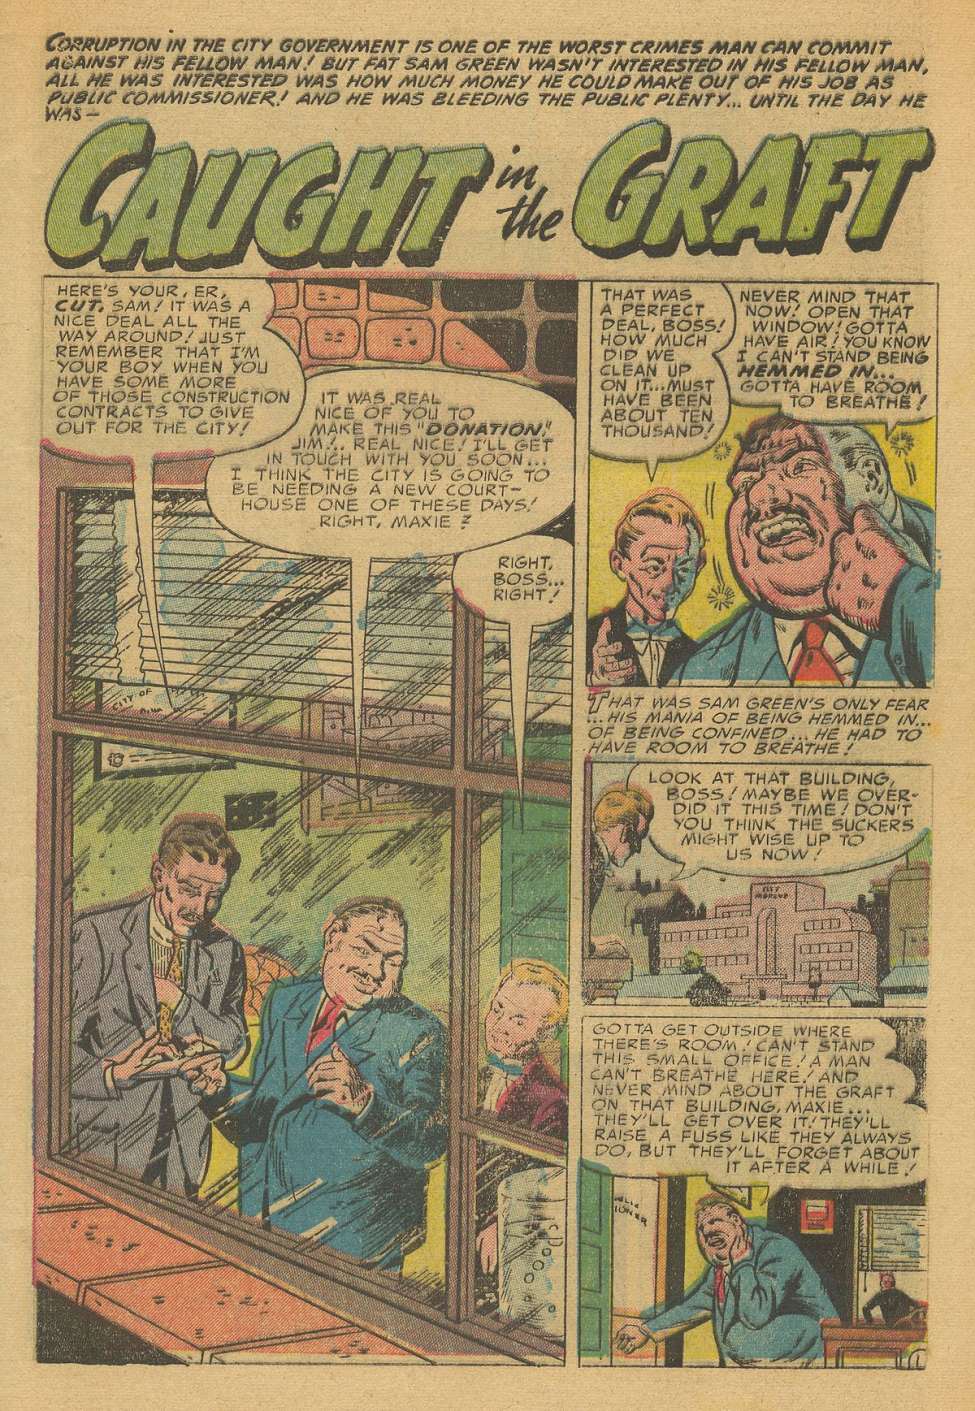 CORRUPTION IN THE CITY GOVERNMENT IS ONE OF THE WORST CRIMES MAN CAN COMMIT
AGAINST HIS FELLOW MAN! BUT FAT SAM GREEN WASN'T INTERESTED IN HIS FELLOW MAN,
ALL HE WAS INTERESTED WAS HOW MUCH MONEY HE COULD MAKE OUT OF HIS JOB AS
PUBLIC COMMISSIONER! AND HE WAS BLEEDING THE PUBLIC PLENTY... UNTIL THE DAY HE
WAS—
CAUGHT in the GRAFT
HERE'S YOUR, ER,
CUT, SAM! IT WAS A
NICE DEAL ALL THE
WAY AROUND! JUST
REMEMBER THAT I'M
YOUR BOY WHEN YOU
HAVE SOME MORE
OF THOSE CONSTRUCTION
CONTRACTS TO GIVE
OUT FOR THE CITY!
IT WAS REAL
NICE OF YOU TO
MAKE THIS "DONATION,"
JIM!.. REAL NICE! I'LL GET
IN TOUCH WITH YOU SOON...
I THINK THE CITY IS GOING TO
BE NEEDING A NEW COURT-
HOUSE ONE OF THESE DAYS!
RIGHT, MAXIE?
RIGHT,
BOSS...
RIGHT!
CITY OF
THAT WAS
A PERFECT
DEAL, BOSS!
HOW MUCH
DID WE
CLEAN UP
ON IT...MUST
HAVE BEEN
ABOUT TEN
THOUSAND!
NEVER MIND THAT
NOW! OPEN THAT
WINDOW! GOTTA
HAVE AIR! YOU KNOW
I CAN'T STAND BEING
HEMMED IN...
GOTTA HAVE ROOM
TO BREATHE!
THAT WAS SAM GREEN'S ONLY FEAR
...HIS MANIA OF BEING HEMMED IN...
OF BEING CONFINED... HE HAD TO
HAVE ROOM TO BREATHE!
LOOK AT THAT BUILDING,
BOSS! MAYBE WE OVER-
DID IT THIS TIME! DON'T
YOU THINK THE SUCKERS
MIGHT WISE UP TO
US NOW!
CITY
GOTTA GET OUTSIDE WHERE
THERE'S ROOM! CAN'T STAND
THIS SMALL OFFICE! A MAN
CAN'T BREATHE HERE! AND
NEVER MIND ABOUT THE GRAFT
ON THAT BUILDING, MAXIE...
THEY'LL GET OVER IT! THEY'LL
RAISE A FUSS LIKE THEY ALWAYS
DO, BUT THEY'LL FORGET ABOUT
IT AFTER A WHILE!
BLIC
IONER
1